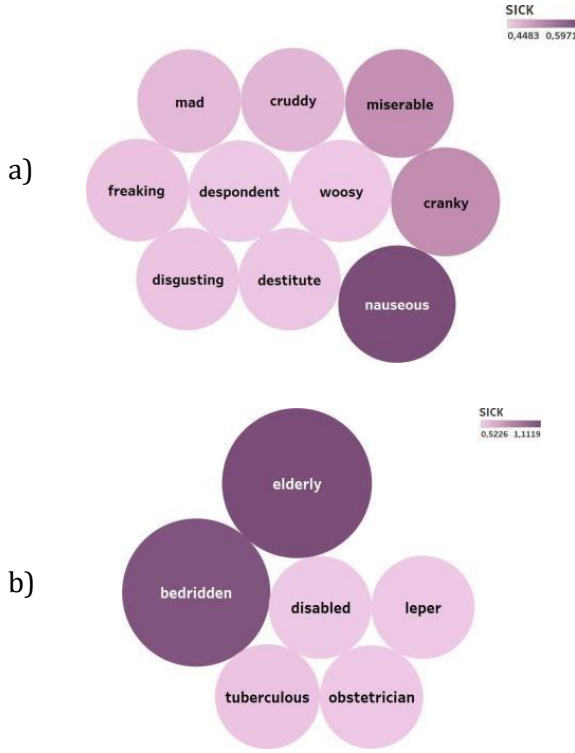 SICK
0,4483 0,5971
a)
mad
cruddy
miserable
freaking
despondent
woosy
cranky
disgusting
destitute
nauseous
SICK
0,5226 1,1119
b)
elderly
bedridden
disabled
leper
tuberculous
obstetrician